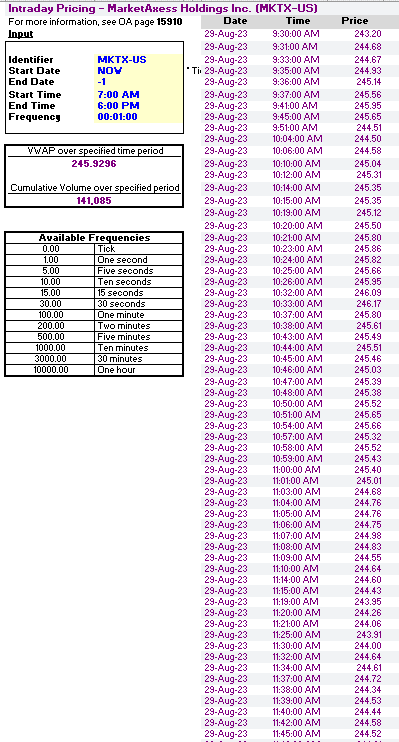 Intraday Pricing - MarketAxess Holdings Inc. (MKTX-US)
For more information, see OA page 15910
Input
Identifier MKTX-US
Start Date NOW
End Date -1
Start Time 7:00 AM
End Time 6:00 PM
Frequency 00:01:00
VWAP over specified time period
245.9296
Cumulative Volume over specified period
141,085
Available Frequencies
0.00 Tick
1.00 One second
5.00 Five seconds
10.00 Ten seconds
15.00 15 seconds
30.00 30 seconds
100.00 One minute
200.00 Two minutes
500.00 Five minutes
1000.00 Ten minutes
3000.00 30 minutes
10000.00 One hour
* Ti
Date Time Price
29-Aug-23 9:30:00 AM 243.20
29-Aug-23 9:31:00 AM 244.68
29-Aug-23 9:33:00 AM 244.67
29-Aug-23 9:35:00 AM 244.93
29-Aug-23 9:36:00 AM 245.14
29-Aug-23 9:37:00 AM 245.56
29-Aug-23 9:41:00 AM 245.95
29-Aug-23 9:45:00 AM 245.65
29-Aug-23 9:51:00 AM 244.51
29-Aug-23 10:04:00 AM 244.50
29-Aug-23 10:06:00 AM 244.58
29-Aug-23 10:10:00 AM 245.04
29-Aug-23 10:12:00 AM 245.31
29-Aug-23 10:14:00 AM 245.35
29-Aug-23 10:15:00 AM 245.35
29-Aug-23 10:19:00 AM 245.12
29-Aug-23 10:20:00 AM 245.50
29-Aug-23 10:21:00 AM 245.80
29-Aug-23 10:23:00 AM 245.86
29-Aug-23 10:24:00 AM 245.82
29-Aug-23 10:25:00 AM 245.66
29-Aug-23 10:26:00 AM 245.95
29-Aug-23 10:32:00 AM 246.09
29-Aug-23 10:33:00 AM 246.17
29-Aug-23 10:37:00 AM 245.80
29-Aug-23 10:38:00 AM 245.61
29-Aug-23 10:43:00 AM 245.49
29-Aug-23 10:44:00 AM 245.51
29-Aug-23 10:45:00 AM 245.46
29-Aug-23 10:46:00 AM 245.03
29-Aug-23 10:47:00 AM 245.39
29-Aug-23 10:48:00 AM 245.38
29-Aug-23 10:50:00 AM 245.52
29-Aug-23 10:51:00 AM 245.65
29-Aug-23 10:54:00 AM 245.66
29-Aug-23 10:57:00 AM 245.32
29-Aug-23 10:58:00 AM 245.52
29-Aug-23 10:59:00 AM 245.43
29-Aug-23 11:00:00 AM 245.40
29-Aug-23 11:01:00 AM 245.01
29-Aug-23 11:03:00 AM 244.68
29-Aug-23 11:04:00 AM 244.76
29-Aug-23 11:05:00 AM 244.76
29-Aug-23 11:06:00 AM 244.75
29-Aug-23 11:07:00 AM 244.98
29-Aug-23 11:08:00 AM 244.83
29-Aug-23 11:09:00 AM 244.55
29-Aug-23 11:10:00 AM 244.64
29-Aug-23 11:14:00 AM 244.60
29-Aug-23 11:15:00 AM 244.43
29-Aug-23 11:19:00 AM 243.95
29-Aug-23 11:20:00 AM 244.26
29-Aug-23 11:21:00 AM 244.06
29-Aug-23 11:25:00 AM 243.91
29-Aug-23 11:30:00 AM 244.00
29-Aug-23 11:32:00 AM 244.64
29-Aug-23 11:34:00 AM 244.61
29-Aug-23 11:37:00 AM 244.72
29-Aug-23 11:38:00 AM 244.34
29-Aug-23 11:39:00 AM 244.53
29-Aug-23 11:40:00 AM 244.44
29-Aug-23 11:42:00 AM 244.58
29-Aug-23 11:45:00 AM 244.52